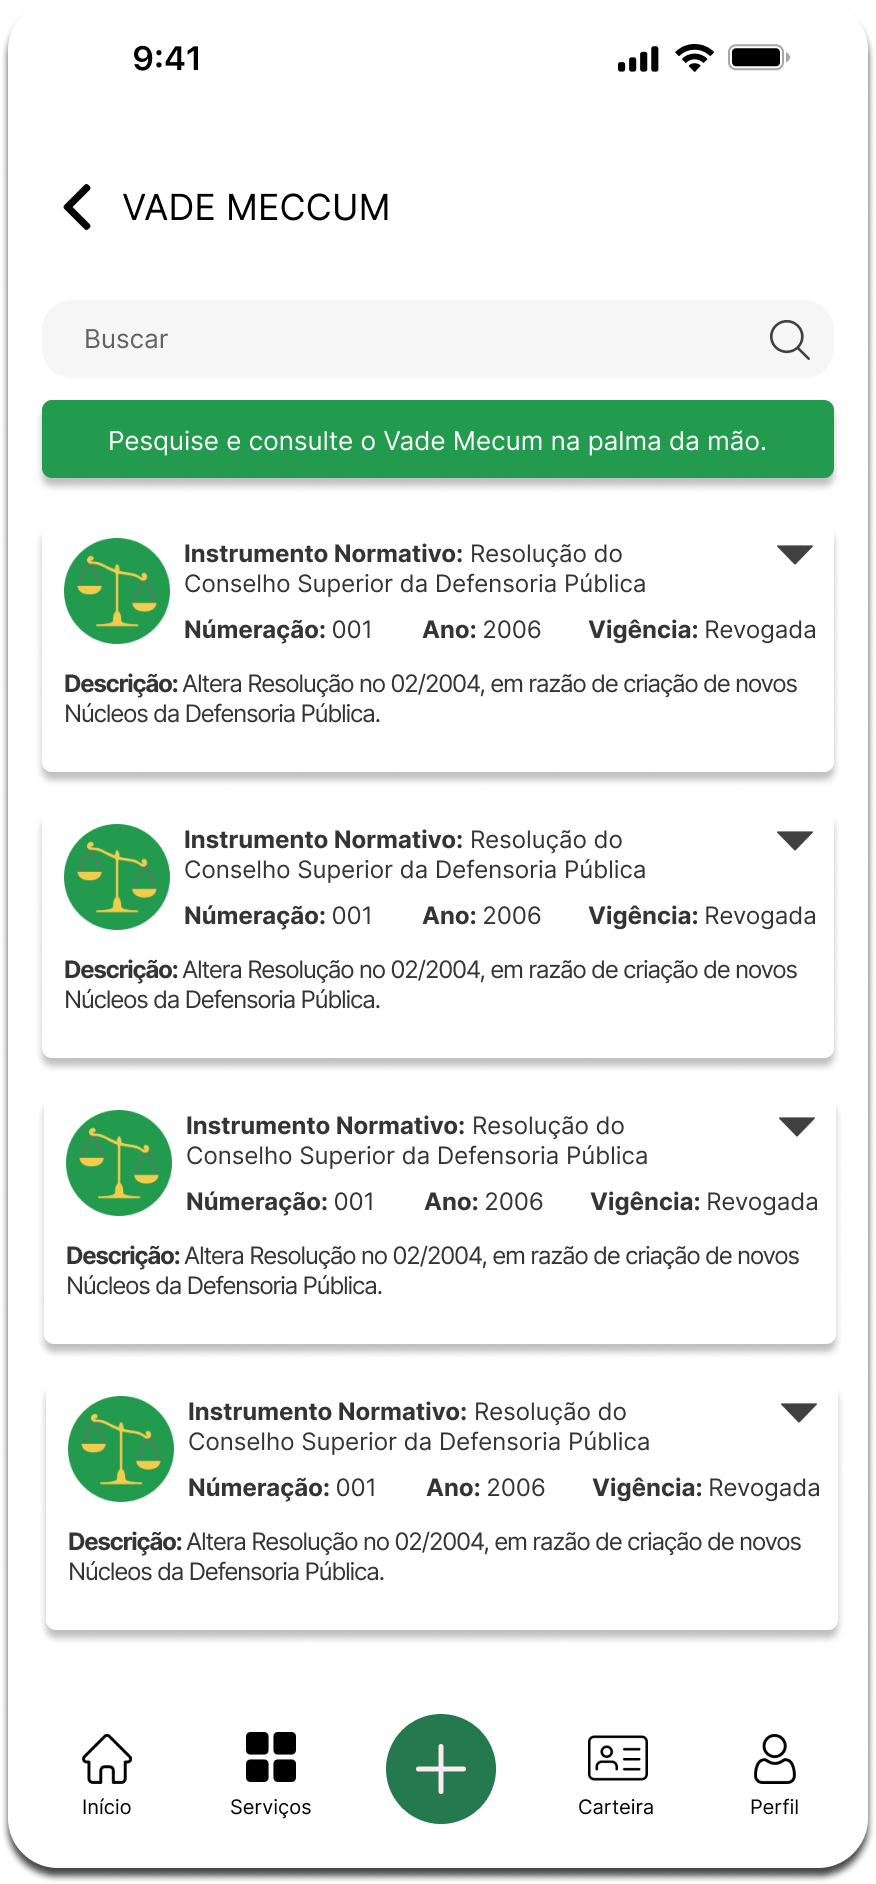 9:41
VADE MECCUM
Buscar
Pesquise e consulte o Vade Mecum na palma da mão.
Instrumento Normativo: Resolução do
Conselho Superior da Defensoria Pública
Númeração: 001 Ano: 2006 Vigência: Revogada
Descrição: Altera Resolução no 02/2004, em razão de criação de novos
Núcleos da Defensoria Pública.
Instrumento Normativo: Resolução do
Conselho Superior da Defensoria Pública
Númeração: 001 Ano: 2006 Vigência: Revogada
Descrição: Altera Resolução no 02/2004, em razão de criação de novos
Núcleos da Defensoria Pública.
Instrumento Normativo: Resolução do
Conselho Superior da Defensoria Pública
Númeração: 001 Ano: 2006 Vigência: Revogada
Descrição: Altera Resolução no 02/2004, em razão de criação de novos
Núcleos da Defensoria Pública.
Instrumento Normativo: Resolução do
Conselho Superior da Defensoria Pública
Númeração: 001 Ano: 2006 Vigência: Revogada
Descrição: Altera Resolução no 02/2004, em razão de criação de novos
Núcleos da Defensoria Pública.
Início Serviços Carteira Perfil